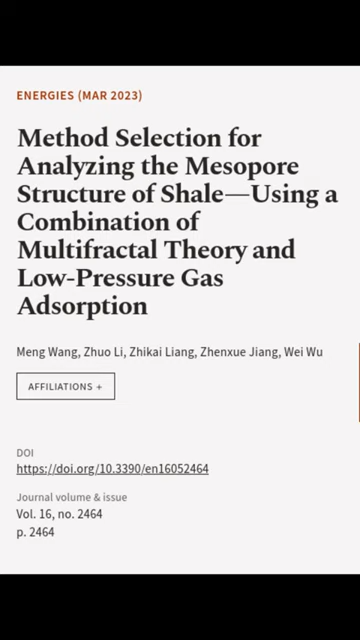 ENERGIES (MAR 2023)
Method Selection for
Analyzing the Mesopore
Structure of Shale—Using a
Combination of
Multifractal Theory and
Low-Pressure Gas
Adsorption
Meng Wang, Zhuo Li, Zhikai Liang, Zhenxue Jiang, Wei Wu
AFFILIATIONS +
DOI
https://doi.org/10.3390/en16052464
Journal volume & issue
Vol. 16, no. 2464
p. 2464